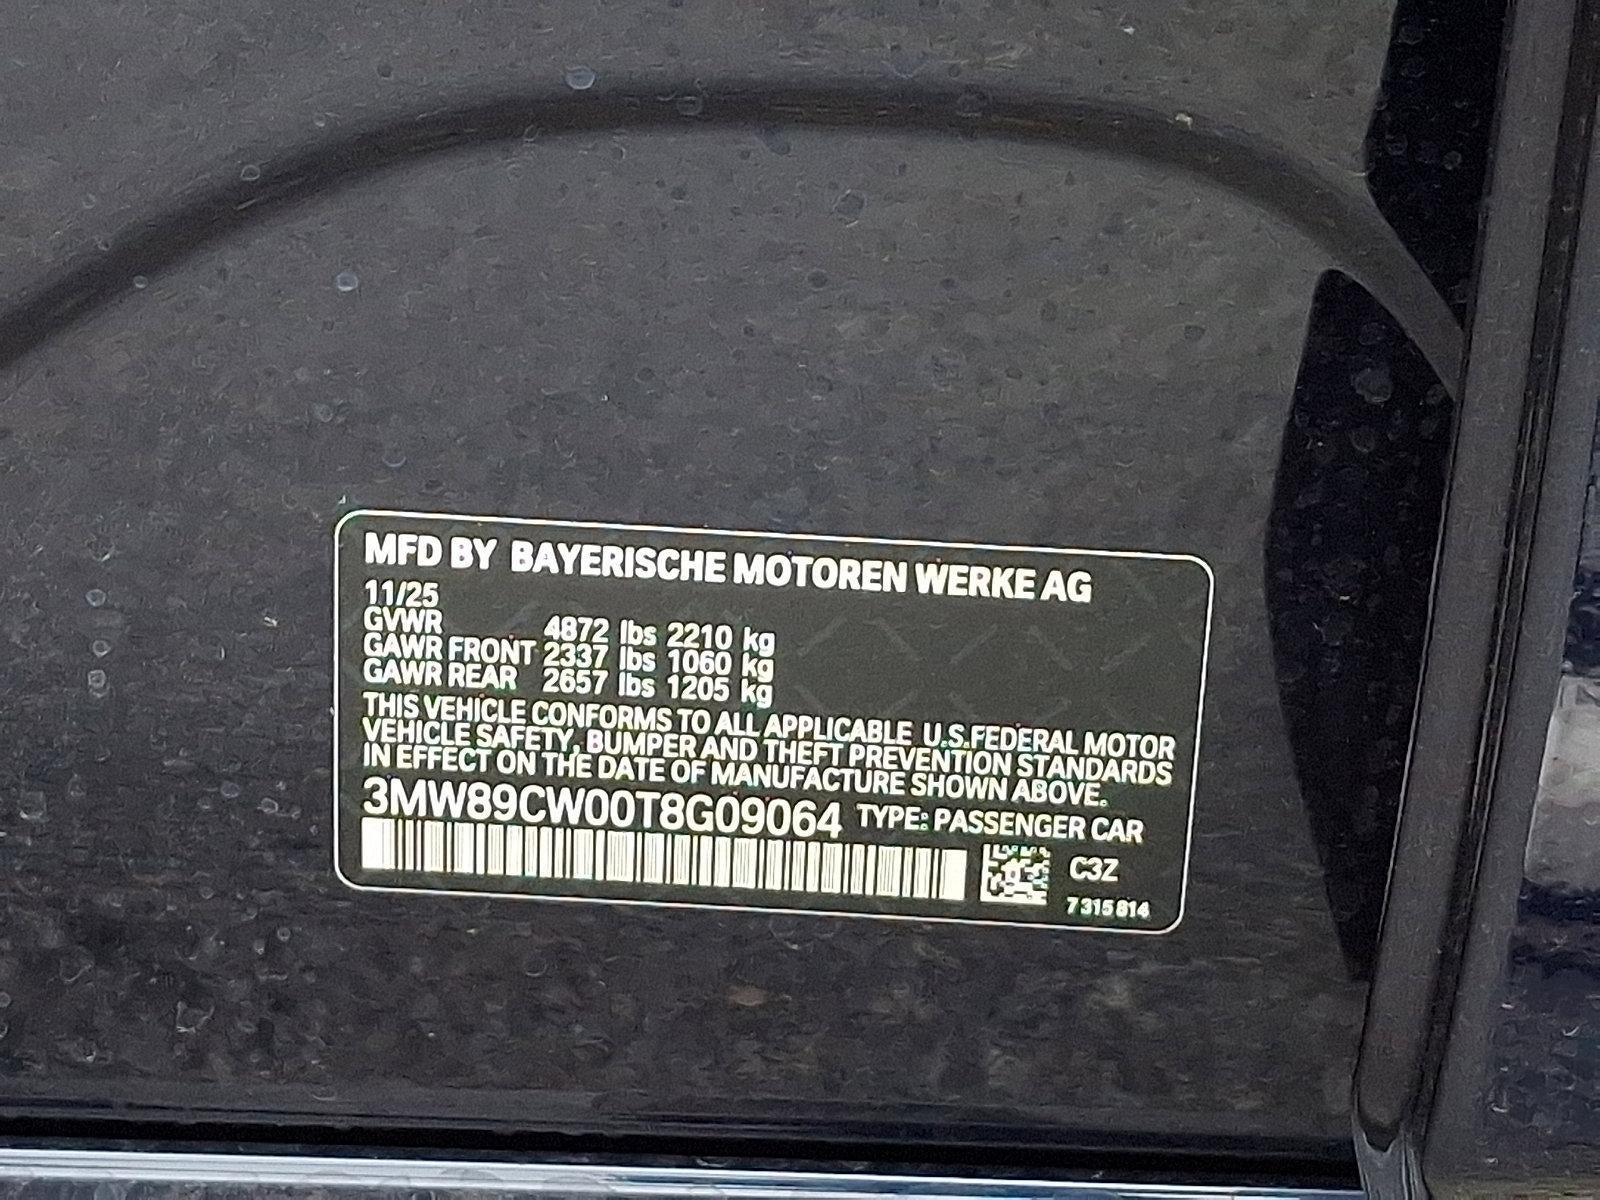 MFD BY BAYERISCHE MOTOREN WERKE AG
11/25
GVWR 4872 lbs 2210 kg
GAWR FRONT 2337 lbs 1060 kg
GAWR REAR 2657 lbs 1205 kg
THIS VEHICLE CONFORMS TO ALL APPLICABLE U.S.FEDERAL MOTOR
VEHICLE SAFETY, BUMPER AND THEFT PREVENTION STANDARDS
IN EFFECT ON THE DATE OF MANUFACTURE SHOWN ABOVE.
3MW89CW00T8G09064 TYPE: PASSENGER CAR
C3Z
7 315 814